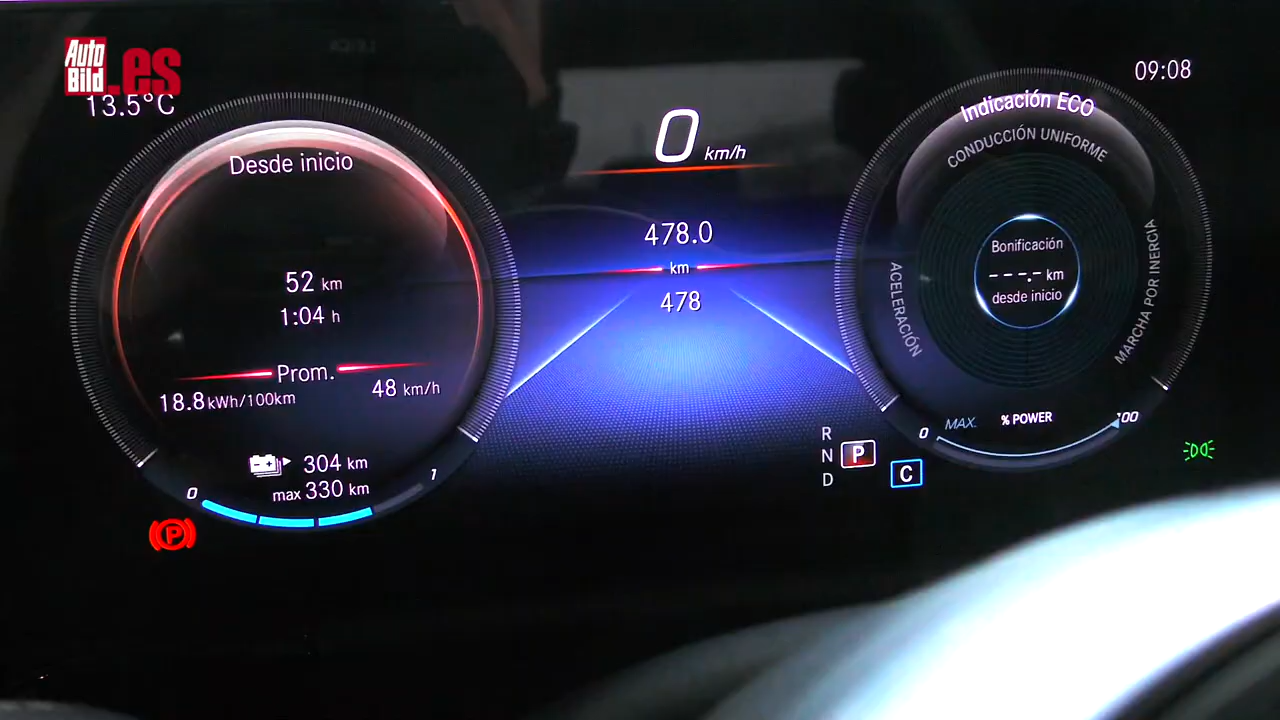 Auto
Bild
.es
13.5°C
09:08
Desde inicio
52 km
1:04 h
Prom.
18.8 kWh/100km
48 km/h
304 km
max 330 km
0
1
P
0 km/h
478.0
km
478
R
N
D
P
C
Indicación ECO
CONDUCCIÓN UNIFORME
ACELERACIÓN
MARCHA POR INERCIA
Bonificación
---.- km
desde inicio
0
MAX.
% POWER
100